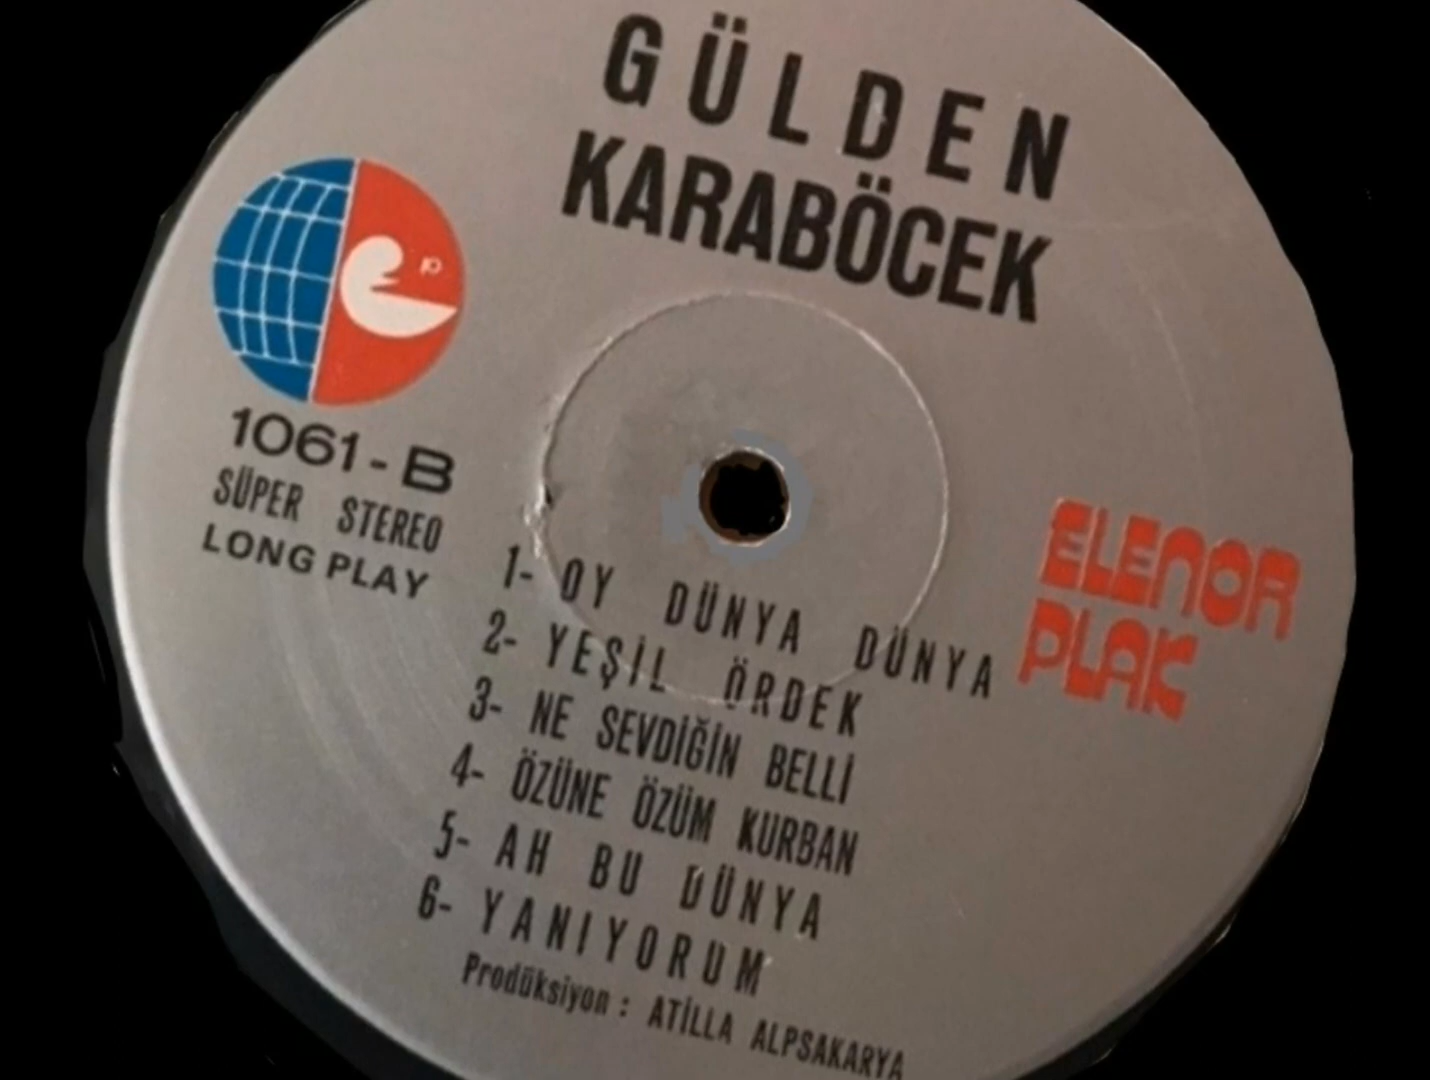 GÜLDEN
KARABÖCEK
1061-B
SÜPER STEREO
LONG PLAY
ELENOR
PLAK
1- OY DÜNYA DÜNYA
2- YEŞİL ÖRDEK
3- NE SEVDİĞİN BELLİ
4- ÖZÜNE ÖZÜM KURBAN
5- AH BU DÜNYA
6- YANIYORUM
Prodüksiyon : ATİLLA ALPSAKARYA